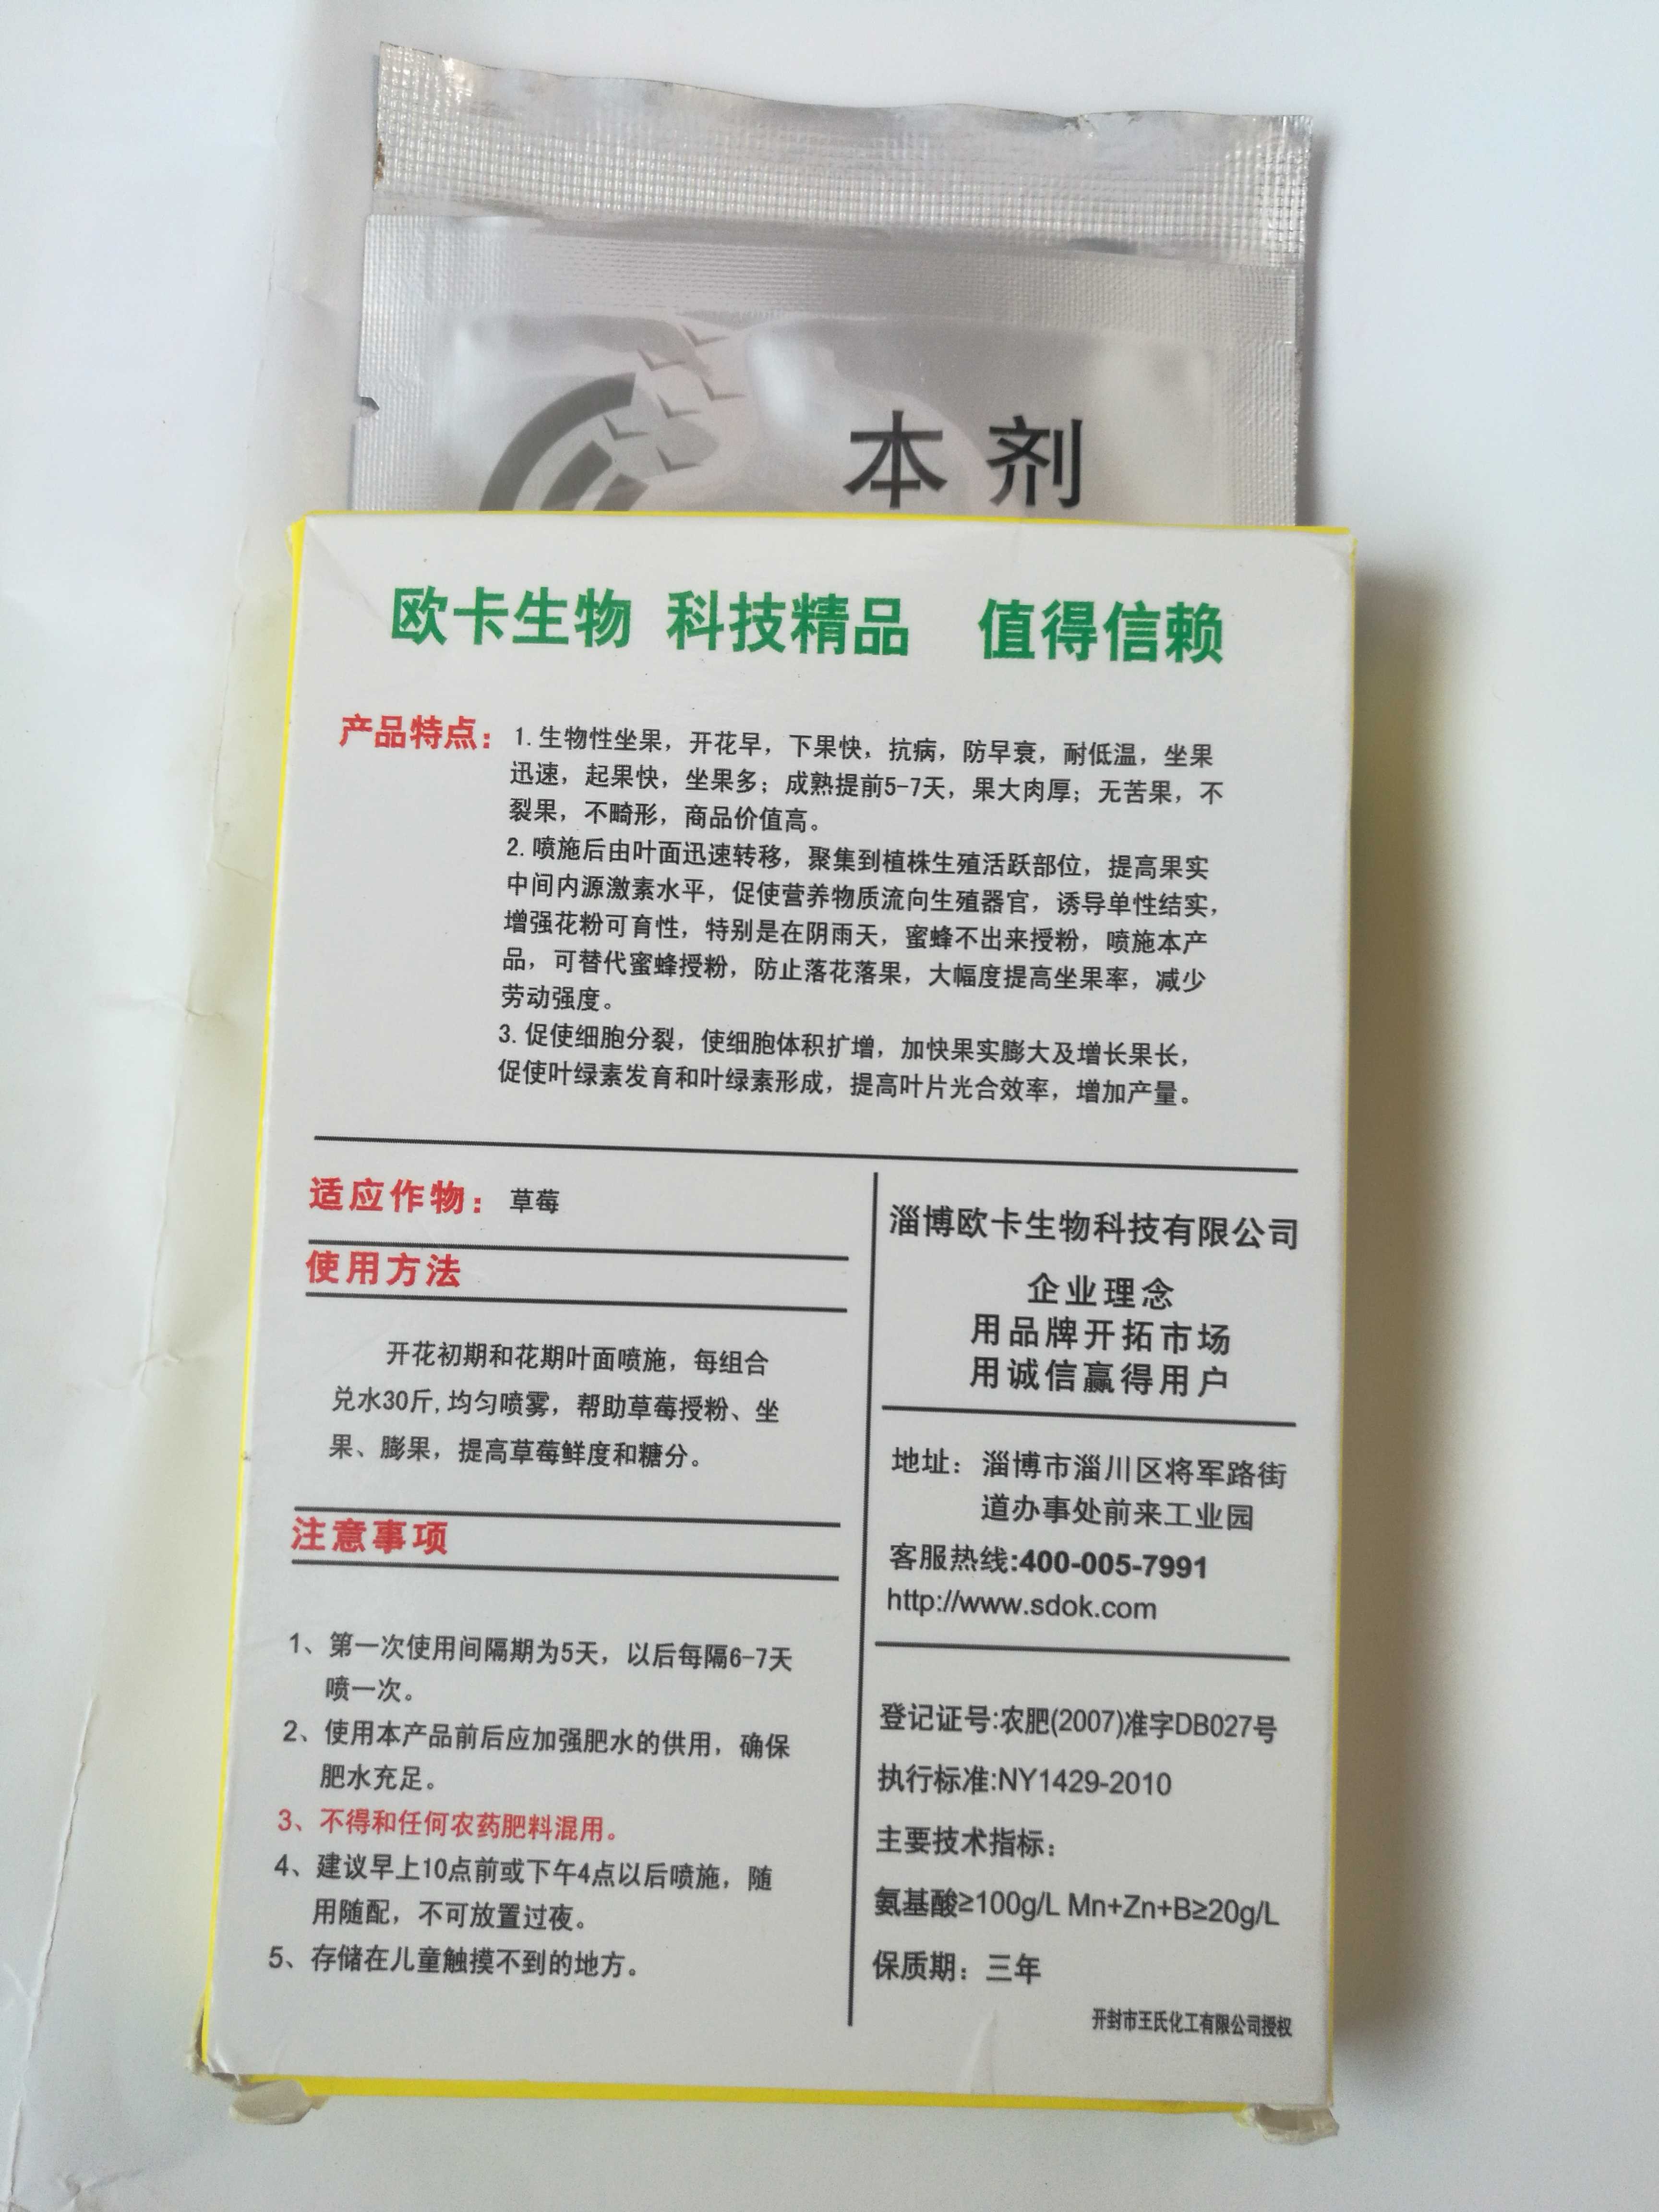 本剂
欧卡生物 科技精品 值得信赖
产品特点：1.生物性坐果，开花早，下果快，抗病，防早衰，耐低温，坐果
迅速，起果快，坐果多；成熟提前5-7天，果大肉厚；无苦果，不
裂果，不畸形，商品价值高。
2.喷施后由叶面迅速转移，聚集到植株生殖活跃部位，提高果实
中间内源激素水平，促使营养物质流向生殖器官，诱导单性结实，
增强花粉可育性，特别是在阴雨天，蜜蜂不出来授粉，喷施本产
品，可替代蜜蜂授粉，防止落花落果，大幅度提高坐果率，减少
劳动强度。
3.促使细胞分裂，使细胞体积扩增，加快果实膨大及增长果长，
促使叶绿素发育和叶绿素形成，提高叶片光合效率，增加产量。
适应作物：草莓
使用方法
开花初期和花期叶面喷施，每组合
兑水30斤,均匀喷雾，帮助草莓授粉、坐
果、膨果，提高草莓鲜度和糖分。
注意事项
1、第一次使用间隔期为5天，以后每隔6-7天
喷一次。
2、使用本产品前后应加强肥水的供用，确保
肥水充足。
3、不得和任何农药肥料混用。
4、建议早上10点前或下午4点以后喷施，随
用随配，不可放置过夜。
5、存储在儿童触摸不到的地方。
淄博欧卡生物科技有限公司
企业理念
用品牌开拓市场
用诚信赢得用户
地址：淄博市淄川区将军路街
道办事处前来工业园
客服热线:400-005-7991
http://www.sdok.com
登记证号:农肥(2007)准字DB027号
执行标准:NY1429-2010
主要技术指标：
氨基酸≥100g/L Mn+Zn+B≥20g/L
保质期：三年
开封市王氏化工有限公司授权